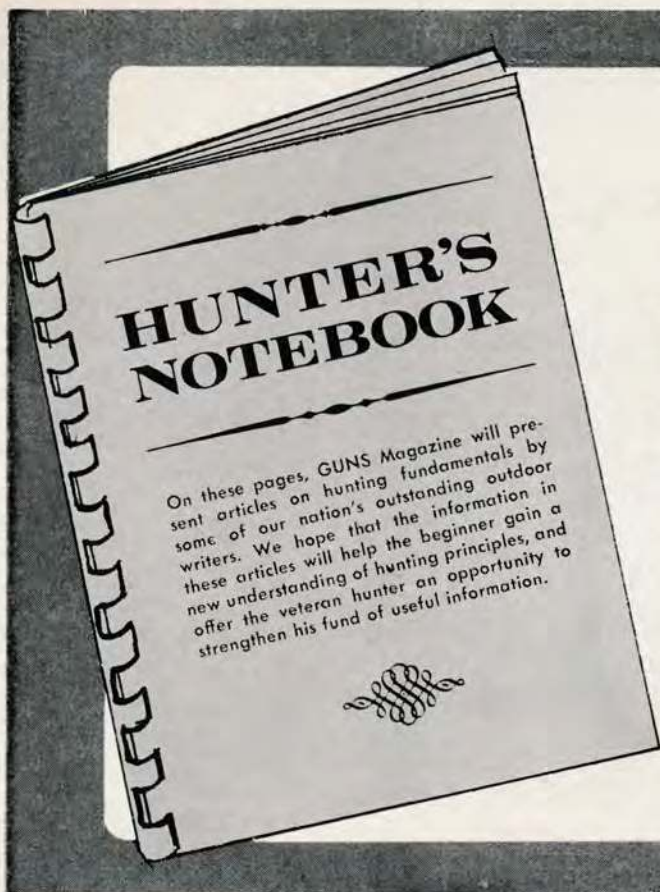 HUNTER'S
NOTEBOOK
On these pages, GUNS Magazine will pre-
sent articles on hunting fundamentals by
some of our nation's outstanding outdoor
writers. We hope that the information in
these articles will help the beginner gain a
new understanding of hunting principles, and
offer the veteran hunter an opportunity to
strengthen his fund of useful information.